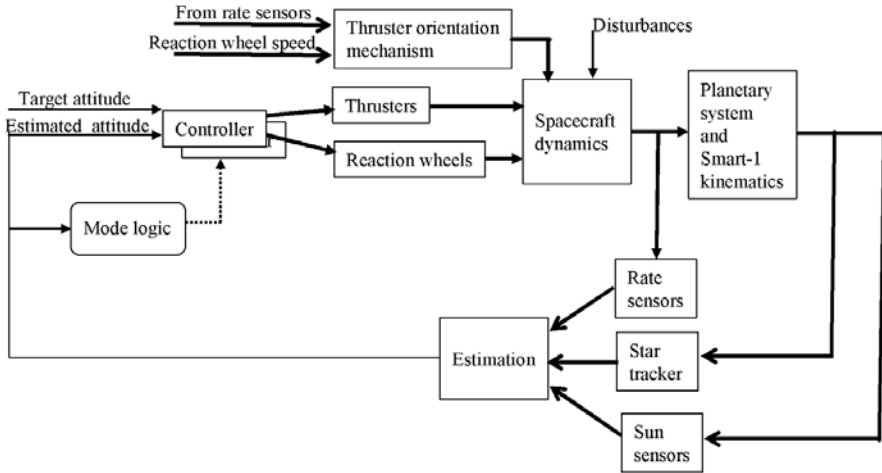 From rate sensors
Reaction wheel speed
Thruster orientation
mechanism
Disturbances
Target attitude
Estimated attitude
Controller
Thrusters
Reaction wheels
Spacecraft
dynamics
Planetary
system
and
Smart-1
kinematics
Mode logic
Rate
sensors
Estimation
Star
tracker
Sun
sensors